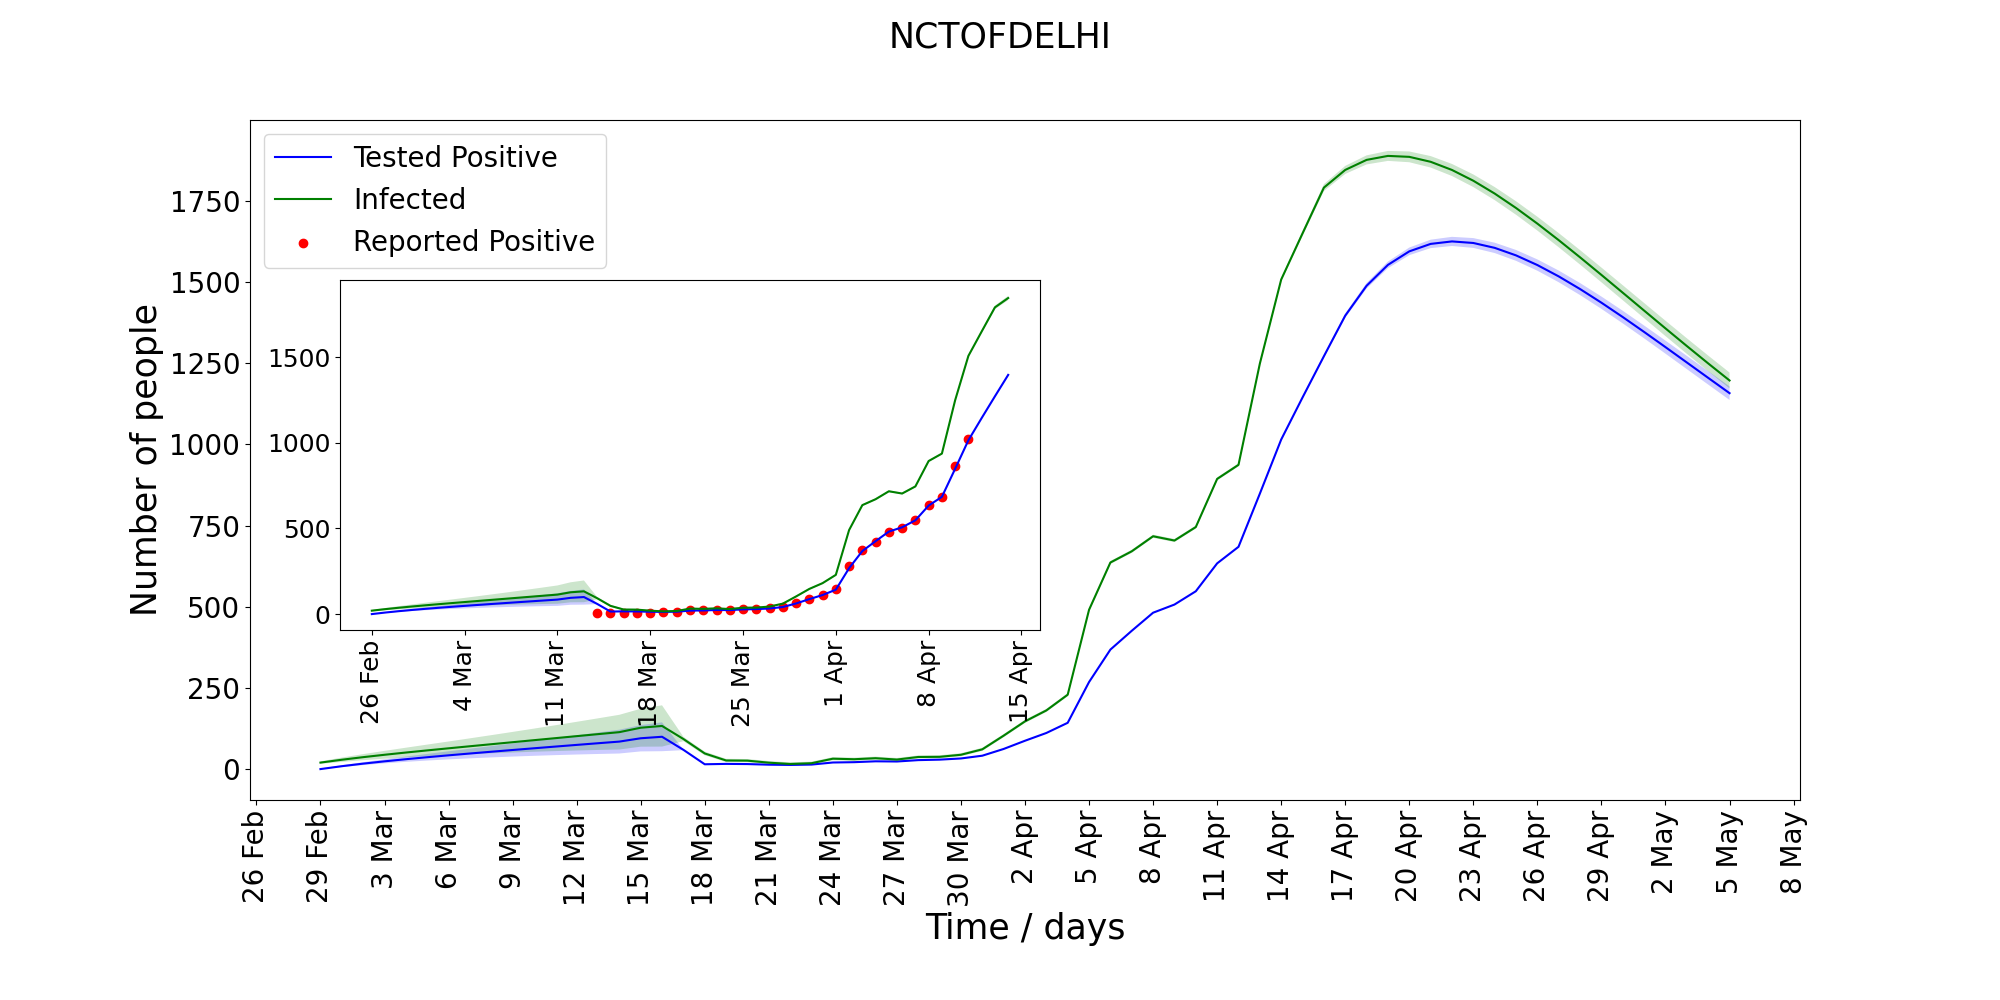 NCTOFDELHI
Tested Positive
Infected
Reported Positive
1750
1500
1250
1000
750
500
250
0
Number of people
1500
1000
500
0
26 Feb
4 Mar
11 Mar
18 Mar
25 Mar
1 Apr
8 Apr
15 Apr
26 Feb
29 Feb
3 Mar
6 Mar
9 Mar
12 Mar
15 Mar
18 Mar
21 Mar
24 Mar
27 Mar
30 Mar
2 Apr
5 Apr
8 Apr
11 Apr
14 Apr
17 Apr
20 Apr
23 Apr
26 Apr
29 Apr
2 May
5 May
8 May
Time / days